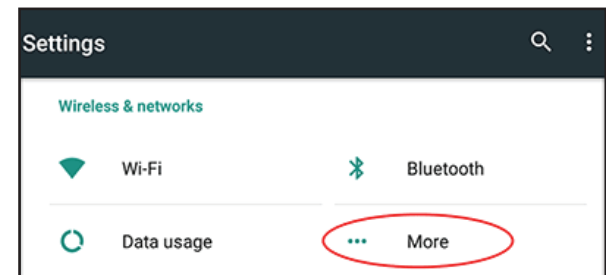 Settings
Wireless & networks
Wi-Fi
Bluetooth
Data usage
More